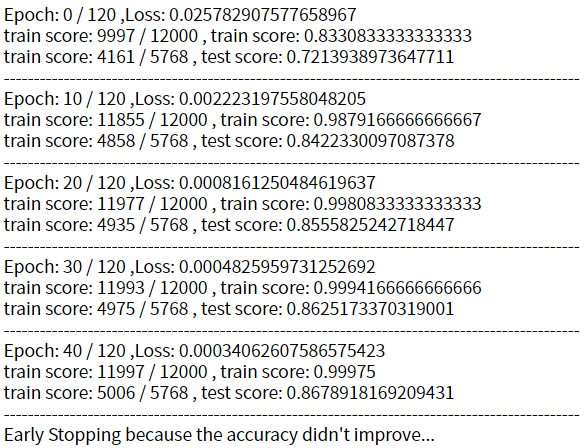 Epoch: 0 / 120 ,Loss: 0.025782907577658967
train score: 9997 / 12000 , train score: 0.8330833333333333
train score: 4161 / 5768 , test score: 0.7213938973647711
--------------------------------------------------------------------------------
Epoch: 10 / 120 ,Loss: 0.002223197558048205
train score: 11855 / 12000 , train score: 0.9879166666666667
train score: 4858 / 5768 , test score: 0.8422330097087378
--------------------------------------------------------------------------------
Epoch: 20 / 120 ,Loss: 0.0008161250484619637
train score: 11977 / 12000 , train score: 0.9980833333333333
train score: 4935 / 5768 , test score: 0.8555825242718447
--------------------------------------------------------------------------------
Epoch: 30 / 120 ,Loss: 0.0004825959731252692
train score: 11993 / 12000 , train score: 0.9994166666666666
train score: 4975 / 5768 , test score: 0.8625173370319001
--------------------------------------------------------------------------------
Epoch: 40 / 120 ,Loss: 0.00034062607586575423
train score: 11997 / 12000 , train score: 0.99975
train score: 5006 / 5768 , test score: 0.8678918169209431
--------------------------------------------------------------------------------
Early Stopping because the accuracy didn't improve...